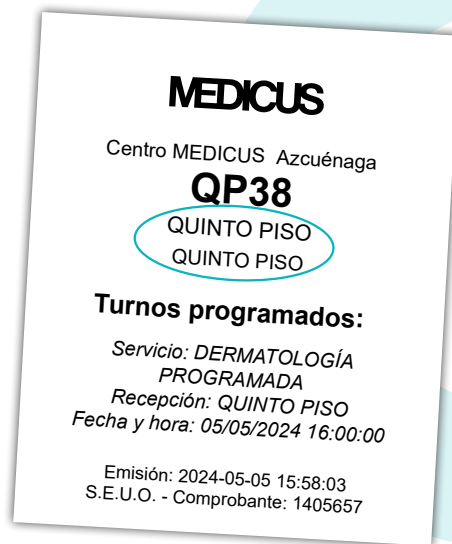 MEDICUS
Centro MEDICUS Azcuénaga
QP38
QUINTO PISO
QUINTO PISO
Turnos programados:
Servicio: DERMATOLOGÍA
PROGRAMADA
Recepción: QUINTO PISO
Fecha y hora: 05/05/2024 16:00:00
Emisión: 2024-05-05 15:58:03
S.E.U.O. - Comprobante: 1405657